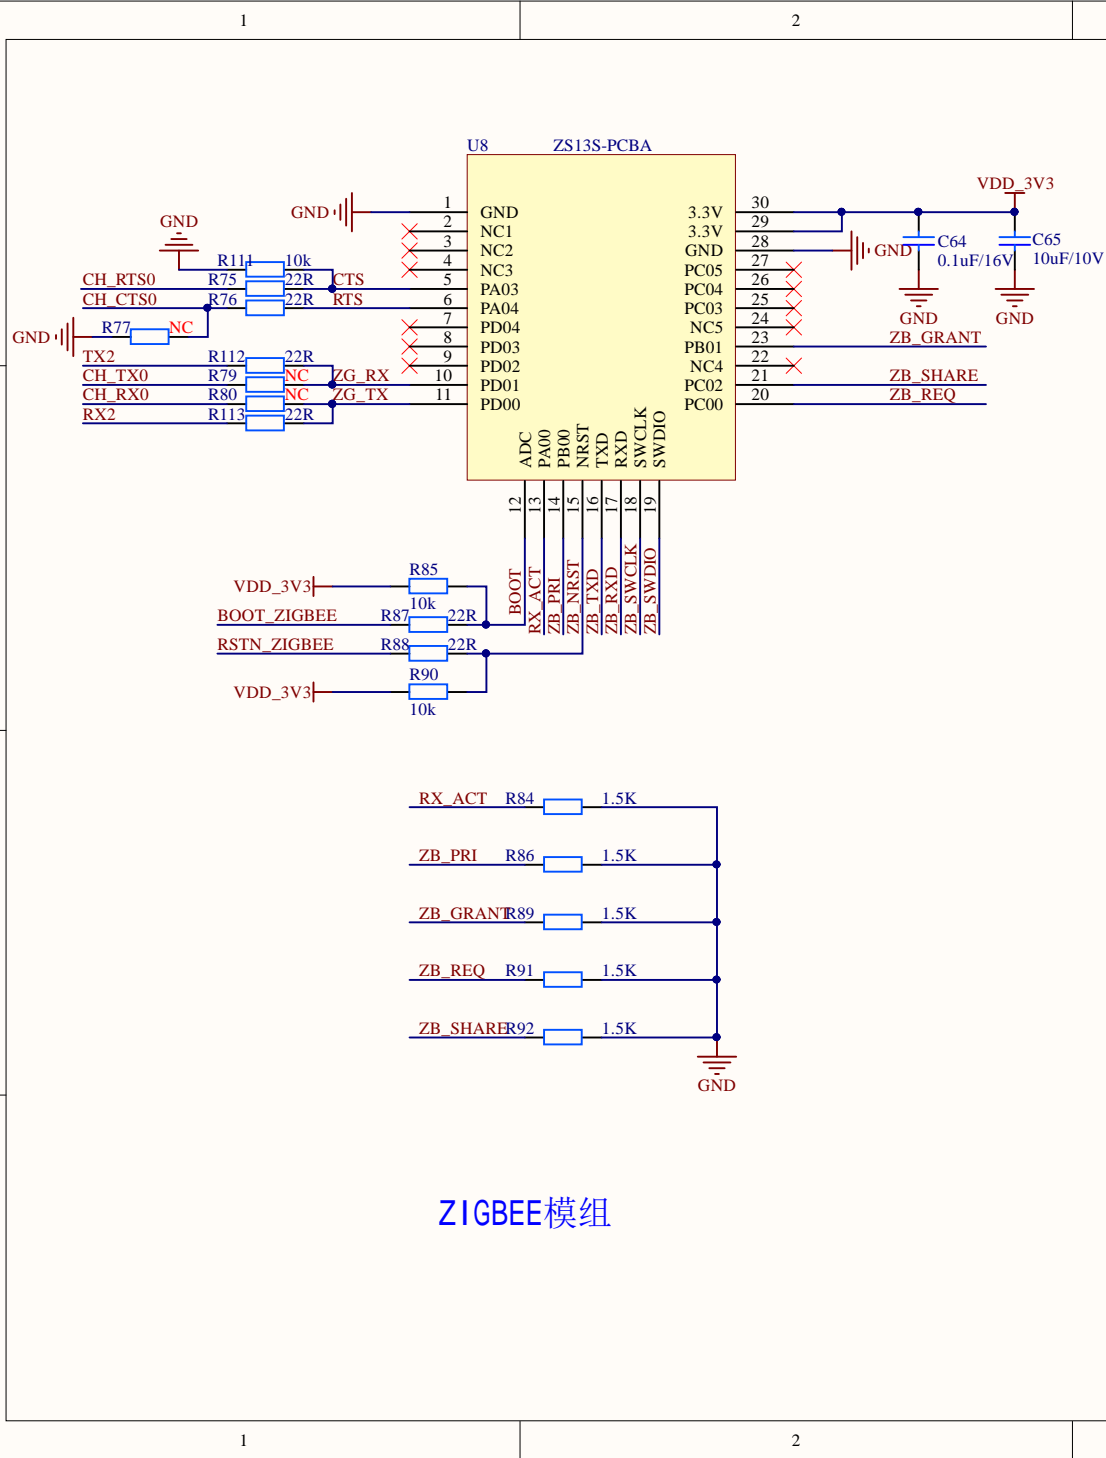 1 2
U8 ZS13S-PCBA
VDD_3V3
1 GND 3.3V 30
GND
2 NC1 3.3V 29
GND
3 NC2 GND 28 GND C64 C65
R111 10k 4 NC3 PC05 27 0.1uF/16V 10uF/10V
CH_RTS0 R75 22R CTS 5 PA03 PC04 26
CH_CTS0 R76 22R RTS 6 PA04 PC03 25
GND GND
GND R77 NC 7 PD04 NC5 24
8 PD03 PB01 23 ZB_GRANT
TX2 R112 22R 9 PD02 NC4 22
CH_TX0 R79 NC ZG_RX 10 PD01 PC02 21 ZB_SHARE
CH_RX0 R80 NC ZG_TX 11 PD00 PC00 20 ZB_REQ
RX2 R113 22R
ADC PA00 PB00 NRST TXD RXD SWCLK SWDIO
12 13 14 15 16 17 18 19
BOOT RX_ACT ZB_PRI ZB_NRST ZB_TXD ZB_RXD ZB_SWCLK ZB_SWDIO
R85
VDD_3V3
10k
BOOT_ZIGBEE R87 22R
RSTN_ZIGBEE R88 22R
R90
VDD_3V3
10k
RX_ACT R84 1.5K
ZB_PRI R86 1.5K
ZB_GRANT R89 1.5K
ZB_REQ R91 1.5K
ZB_SHARE R92 1.5K
GND
ZIGBEE模组
1 2